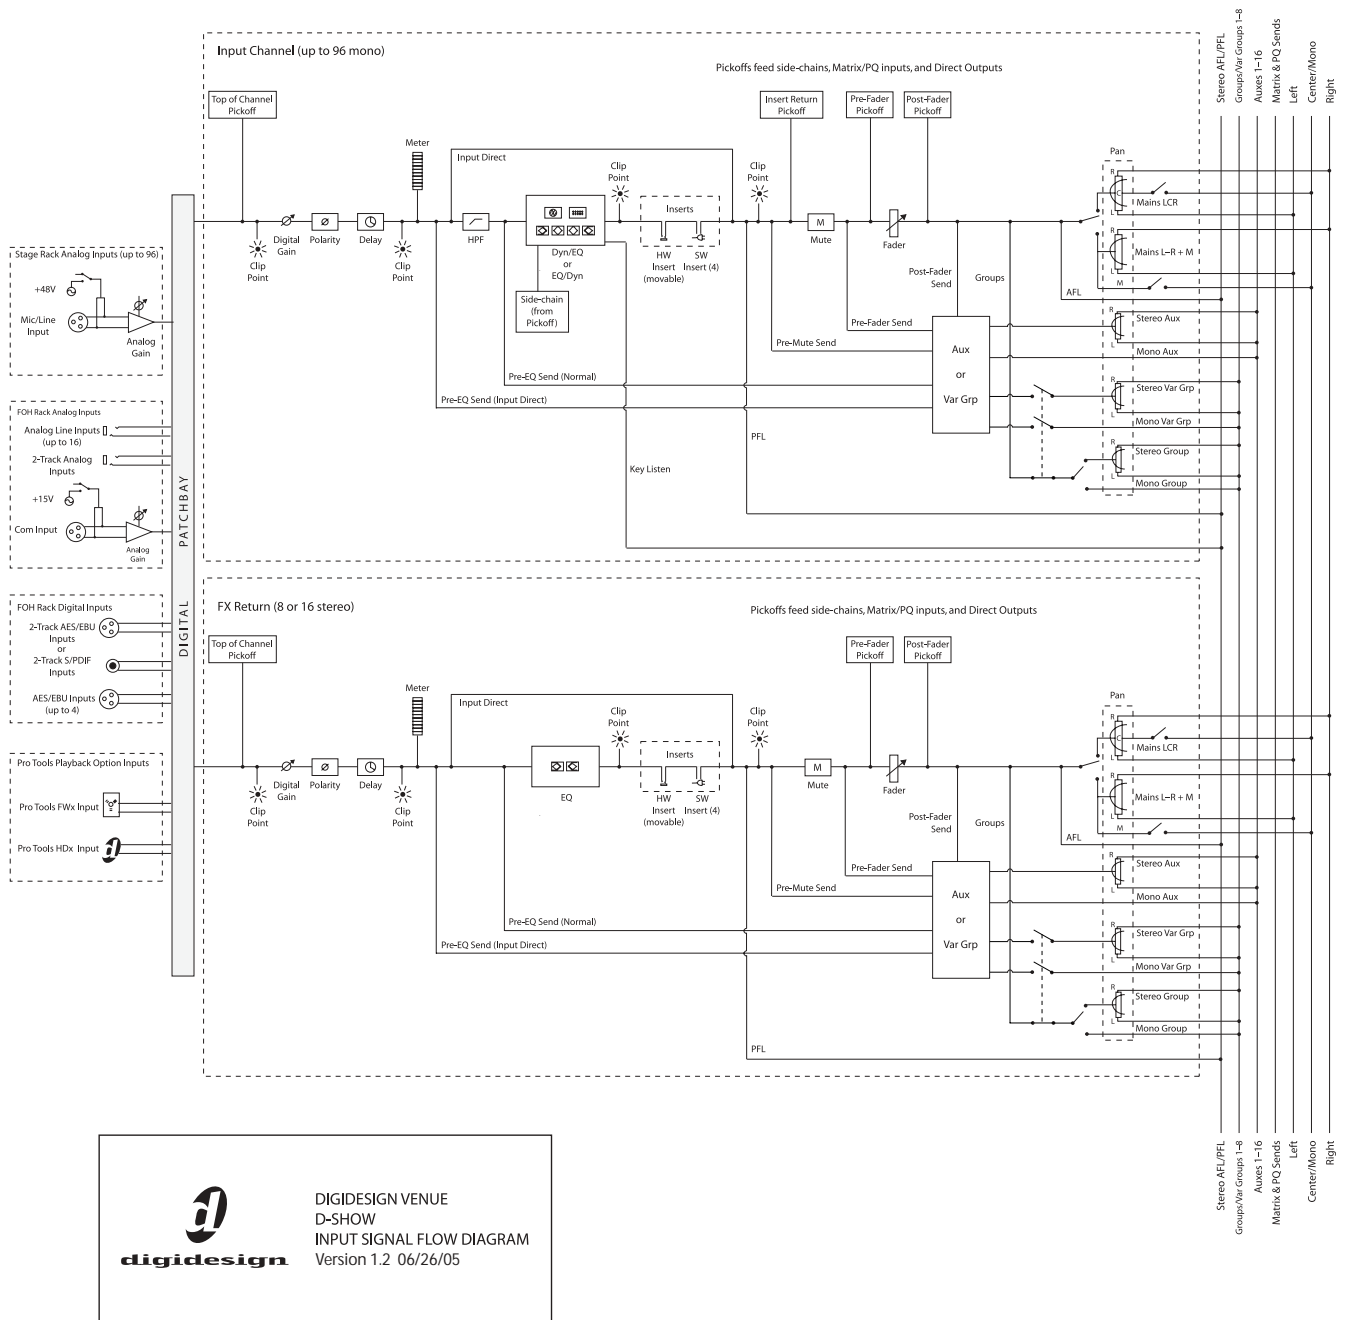 Input Channel (up to 96 mono)
Pickoffs feed side-chains, Matrix/PQ inputs, and Direct Outputs
Stereo AFL/PFL
Groups/Var Groups 1-8
Auxes 1-16
Matrix & PQ Sends
Left
Center/Mono
Right
Top of Channel
Pickoff
Insert Return
Pickoff
Pre-Fader
Pickoff
Post-Fader
Pickoff
Meter
Input Direct
Clip
Point
Clip
Point
Pan
R
C
L
Mains LCR
Inserts
Digital
Gain
Polarity
Delay
HPF
Clip
Point
Clip
Point
Dyn/EQ
or
EQ/Dyn
HW
Insert
(movable)
SW
Insert (4)
M
Mute
Fader
R
L
M
Mains L-R + M
Post-Fader
Send
Groups
AFL
Side-chain
(from
Pickoff)
Pre-Fader Send
Pre-Mute Send
Pre-EQ Send (Normal)
Pre-EQ Send (Input Direct)
Aux
or
Var Grp
R
Stereo Aux
L
Mono Aux
R
Stereo Var Grp
L
Mono Var Grp
R
Stereo Group
L
Mono Group
PFL
Key Listen
Stage Rack Analog Inputs (up to 96)
+48V
Mic/Line
Input
Analog
Gain
FOH Rack Analog Inputs
Analog Line Inputs
(up to 16)
2-Track Analog
Inputs
+15V
Com Input
Analog
Gain
DIGITAL PATCHBAY
FOH Rack Digital Inputs
2-Track AES/EBU
Inputs
or
2-Track S/PDIF
Inputs
AES/EBU Inputs
(up to 4)
Pro Tools Playback Option Inputs
Pro Tools FWx Input
Pro Tools HDx Input
FX Return (8 or 16 stereo)
Pickoffs feed side-chains, Matrix/PQ inputs, and Direct Outputs
Top of Channel
Pickoff
Pre-Fader
Pickoff
Post-Fader
Pickoff
Meter
Input Direct
Clip
Point
Clip
Point
Pan
R
C
L
Mains LCR
Inserts
Digital
Gain
Polarity
Delay
Clip
Point
Clip
Point
EQ
HW
Insert
(movable)
SW
Insert (4)
M
Mute
Fader
R
L
M
Mains L-R + M
Post-Fader
Send
Groups
AFL
Pre-Fader Send
Pre-Mute Send
Pre-EQ Send (Normal)
Pre-EQ Send (Input Direct)
Aux
or
Var Grp
R
Stereo Aux
L
Mono Aux
R
Stereo Var Grp
L
Mono Var Grp
R
Stereo Group
L
Mono Group
PFL
Stereo AFL/PFL
Groups/Var Groups 1-8
Auxes 1-16
Matrix & PQ Sends
Left
Center/Mono
Right
digidesign
DIGIDESIGN VENUE
D-SHOW
INPUT SIGNAL FLOW DIAGRAM
Version 1.2 06/26/05